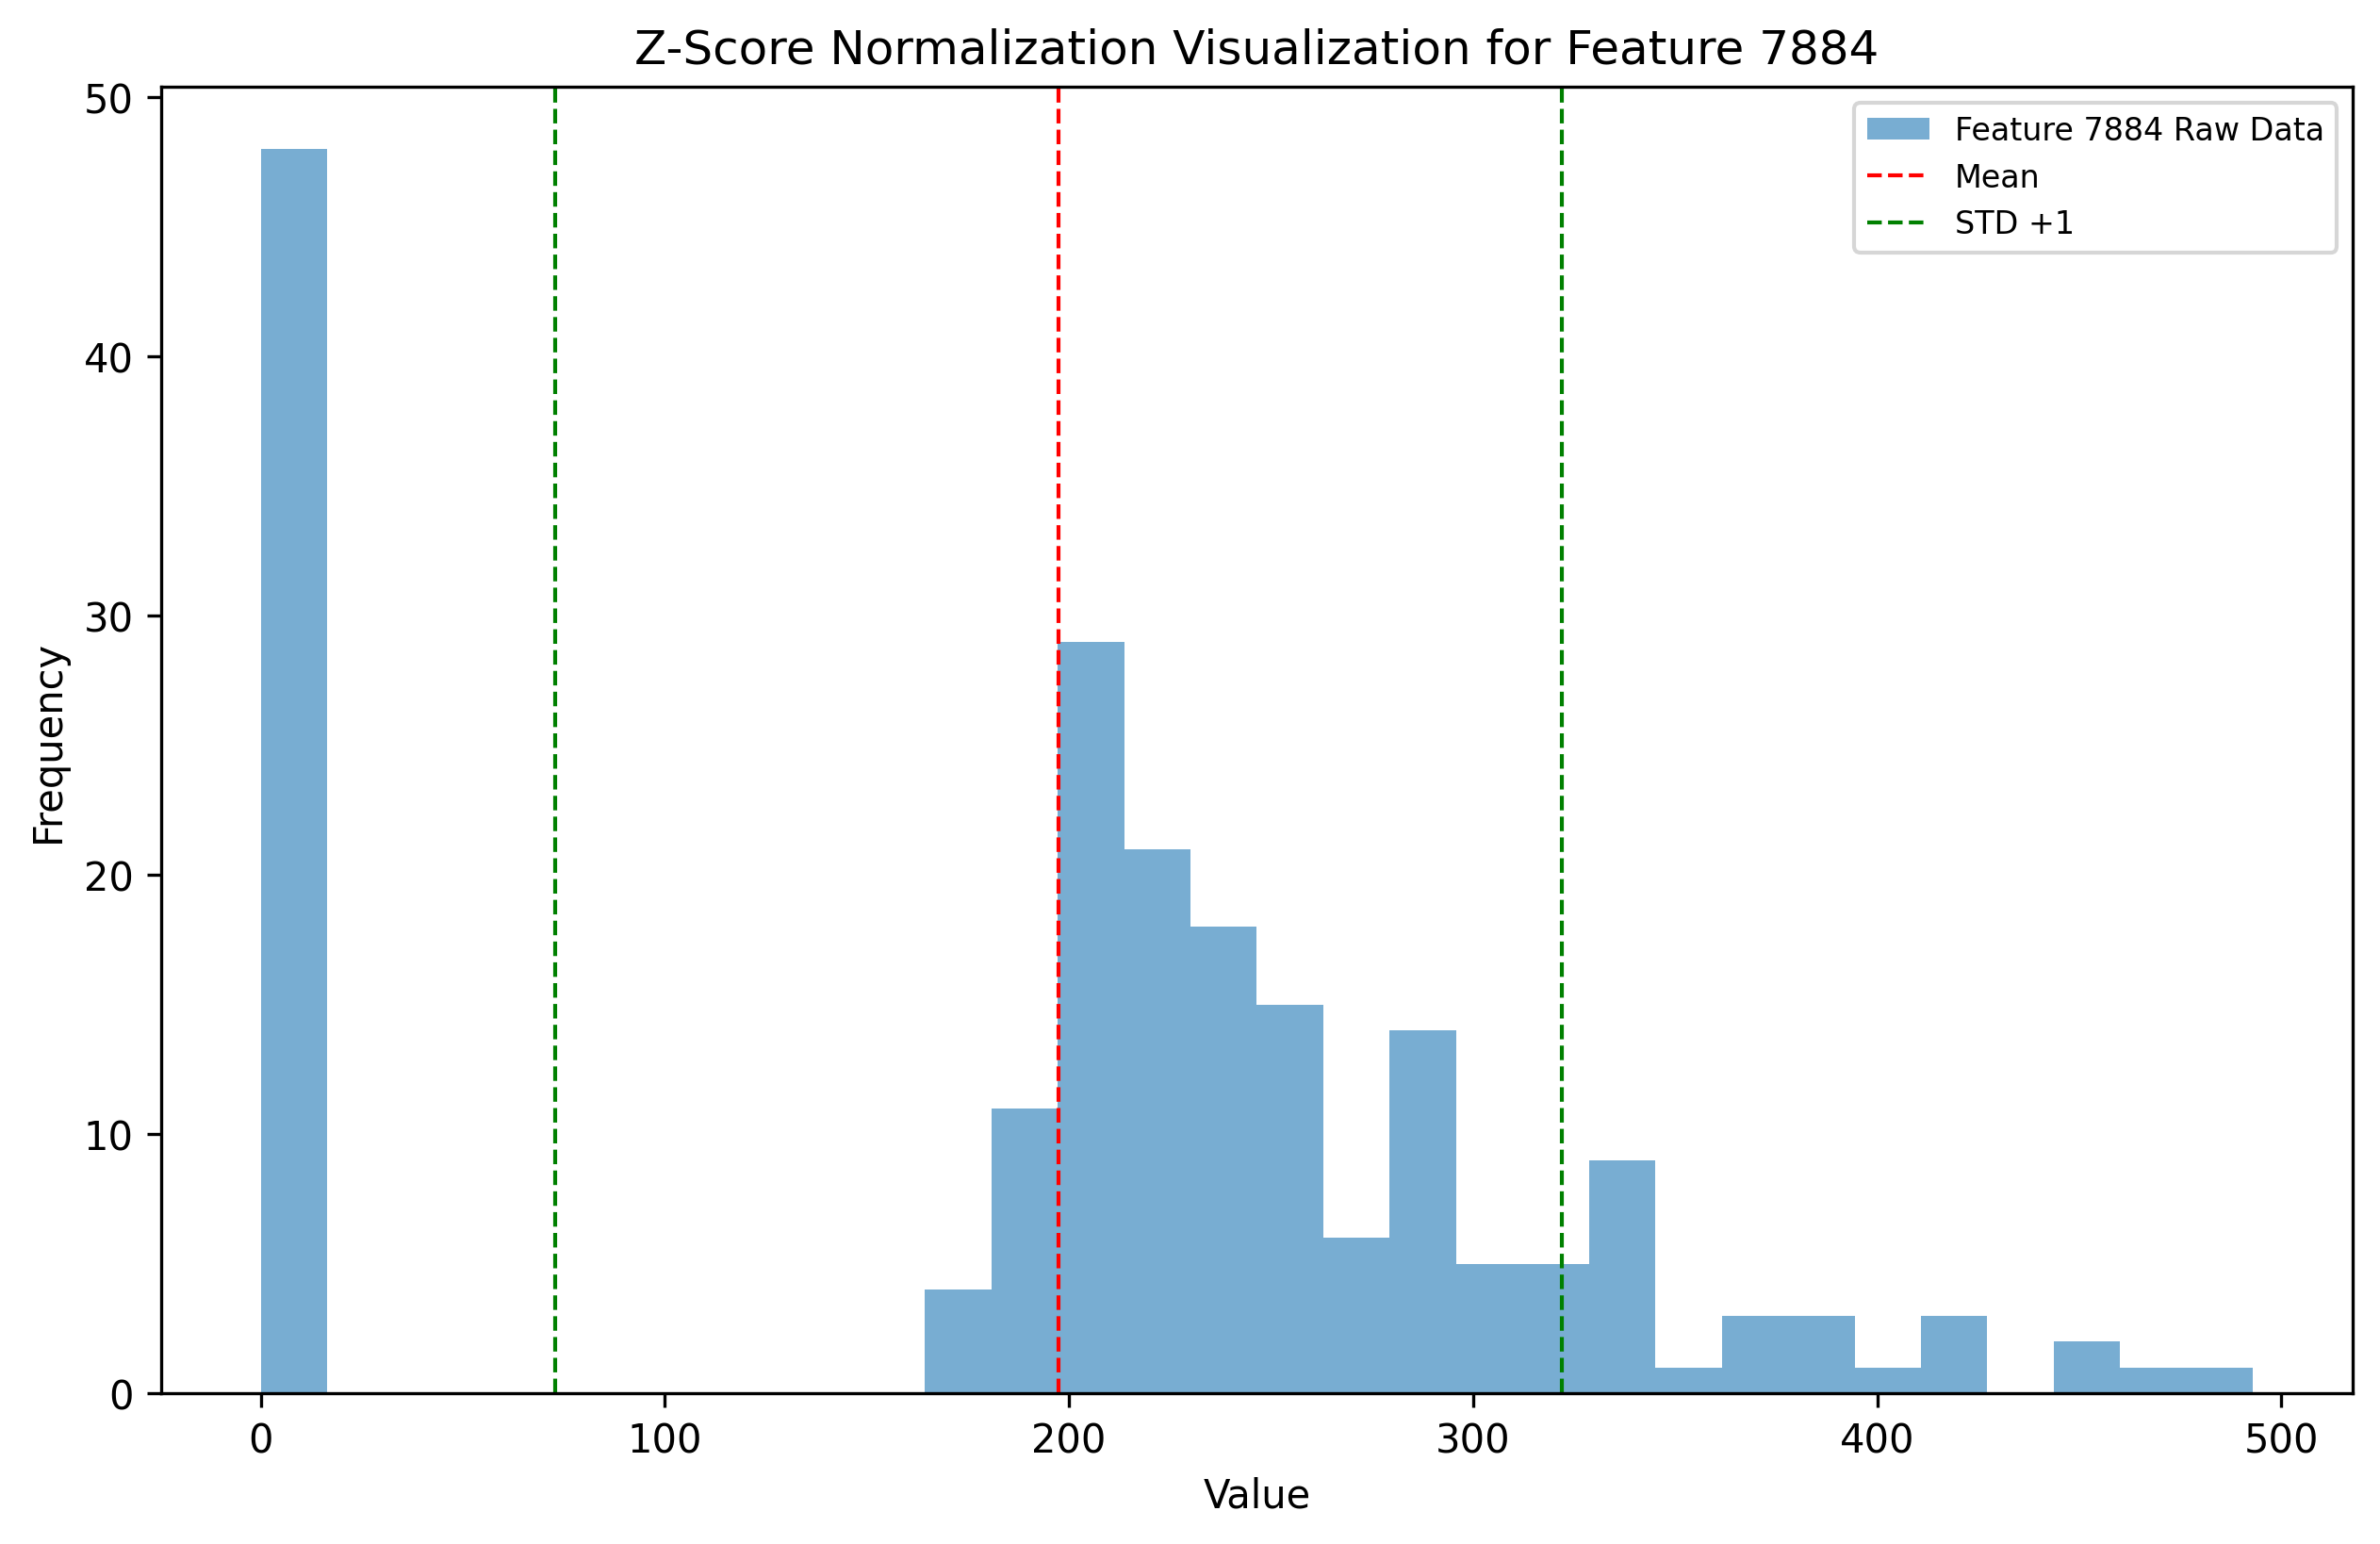 Z-Score Normalization Visualization for Feature 7884
Feature 7884 Raw Data
Mean
STD +1
50
40
30
20
10
0
Frequency
0 100 200 300 400 500
Value